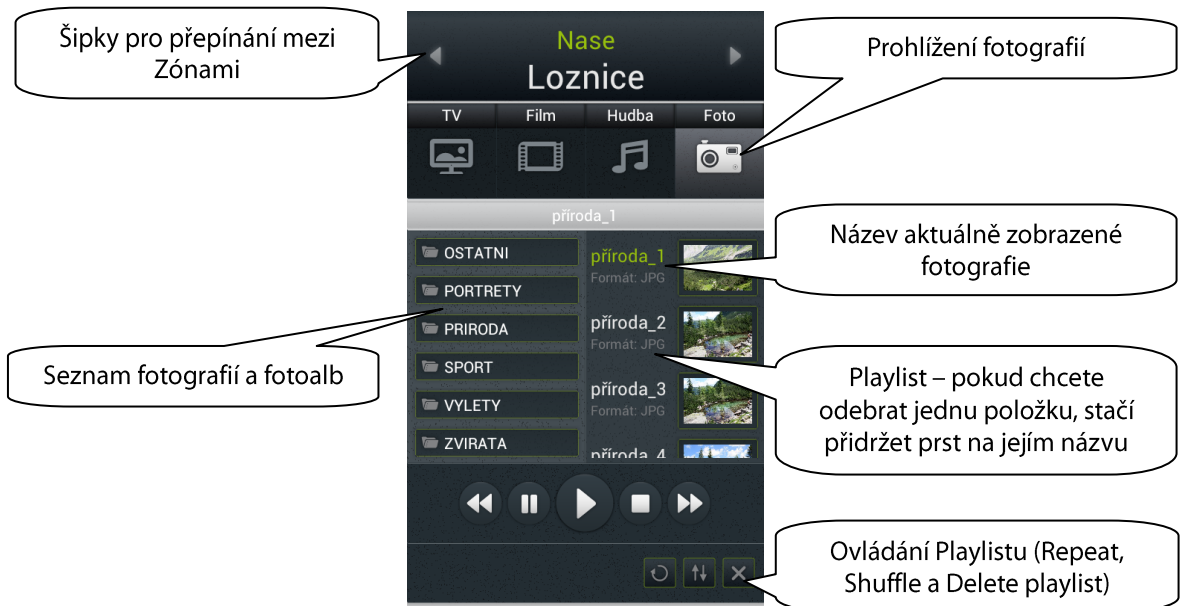 Šipky pro přepínání mezi
Zónami
Nase
Loznice
Prohlížení fotografií
TV
Film
Hudba
Foto
příroda_1
OSTATNI
PORTRETY
PRIRODA
SPORT
VYLETY
ZVIRATA
příroda_1
Formát: JPG
příroda_2
Formát: JPG
příroda_3
Formát: JPG
příroda_4
Název aktuálně zobrazené
fotografie
Seznam fotografií a fotoalb
Playlist – pokud chcete
odebrat jednu položku, stačí
přidržet prst na jejím názvu
Ovládání Playlistu (Repeat,
Shuffle a Delete playlist)